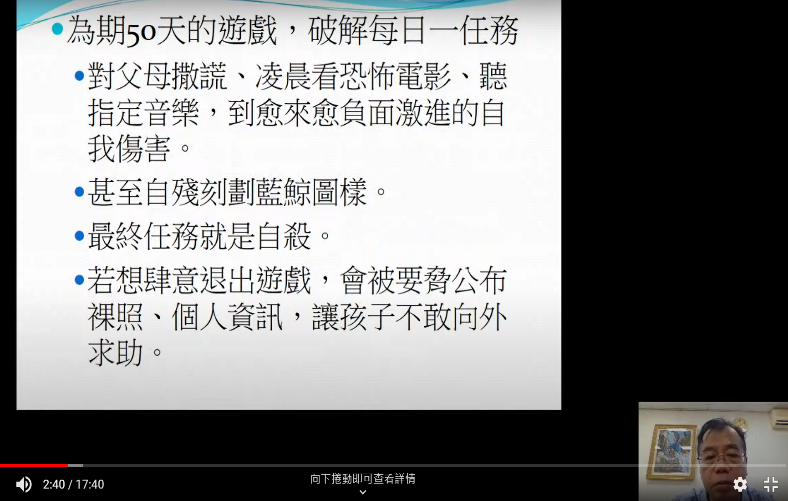 •為期50天的遊戲，破解每日一任務
•對父母撒謊、凌晨看恐怖電影、聽
指定音樂，到愈來愈負面激進的自
我傷害。
•甚至自殘刻劃藍鯨圖樣。
•最終任務就是自殺。
•若想肆意退出遊戲，會被要脅公布
裸照、個人資訊，讓孩子不敢向外
求助。
向下捲動即可查看詳情
2:40 / 17:40